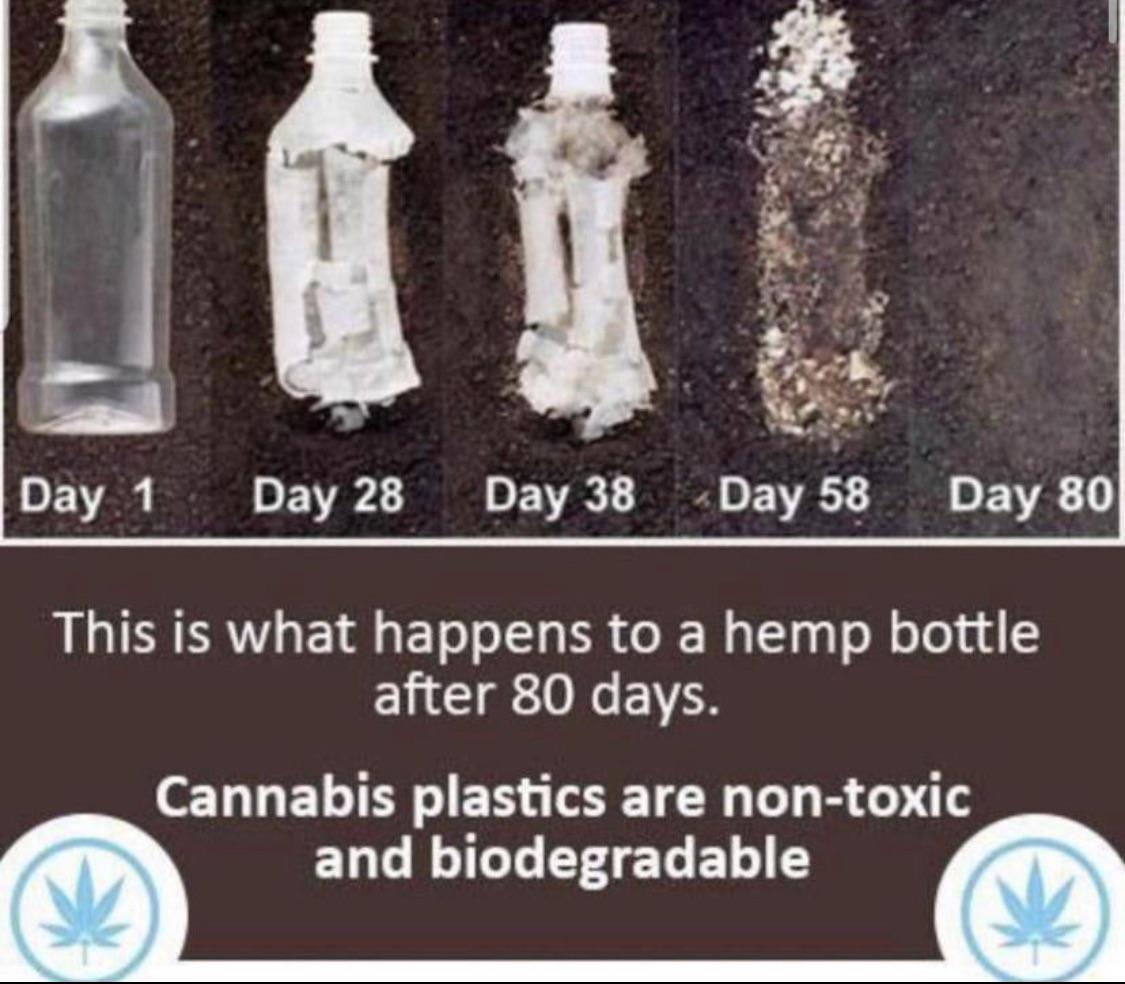 Day 1 Day 28 Day 38 Day 58 Day 80
This is what happens to a hemp bottle
after 80 days.
Cannabis plastics are non-toxic
and biodegradable